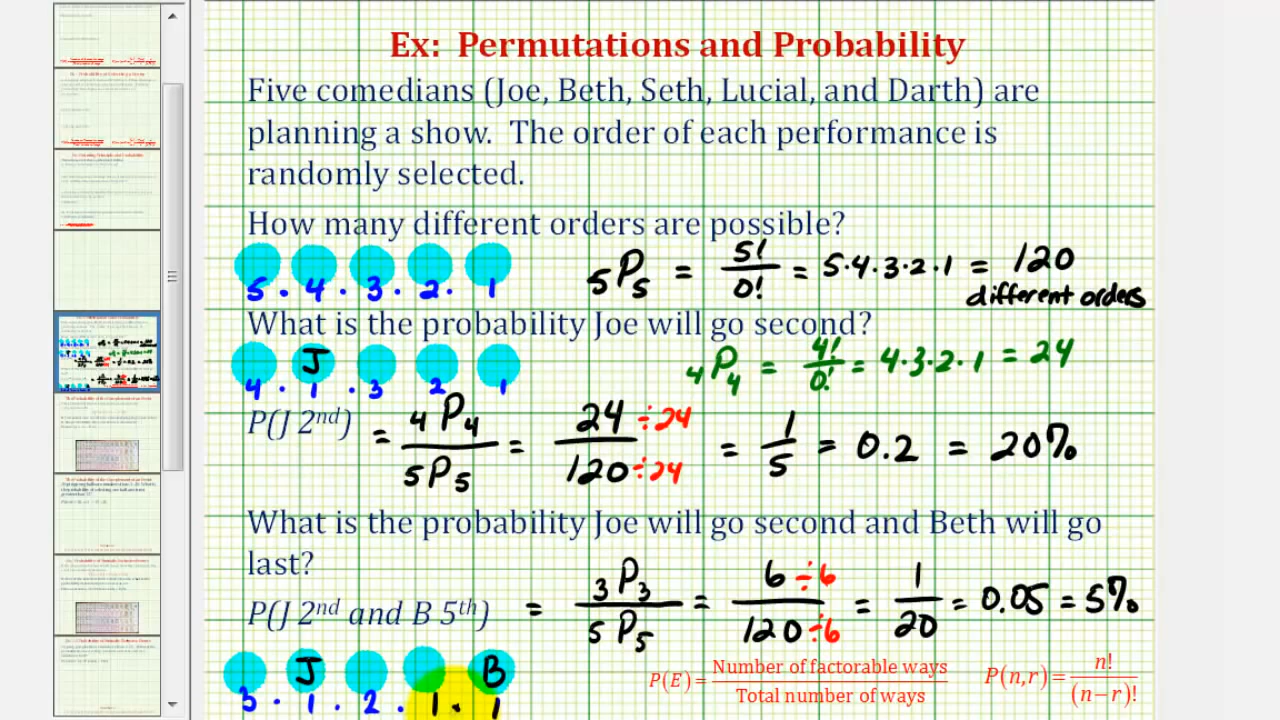 Ex: Permutations and Probability
Five comedians (Joe, Beth, Seth, Lucial, and Darth) are
planning a show. The order of each performance is
randomly selected.
How many different orders are possible?
5 · 4 · 3 · 2 · 1
5P5 = 5!/0! = 5·4·3·2·1 = 120
different orders
What is the probability Joe will go second?
J
4 · 1 · 3 2 1
4P4 = 4!/0! = 4·3·2·1 = 24
P(J 2nd) = 4P4/5P5 = 24÷24/120÷24 = 1/5 = 0.2 = 20%
What is the probability Joe will go second and Beth will go
last?
P(J 2nd and B 5th) = 3P3/5P5 = 6÷6/120÷6 = 1/20 = 0.05 = 5%
J B
3 · 1 · 2 · 1 · 1
P(E) = Number of factorable ways/Total number of ways
P(n,r) = n!/(n−r)!